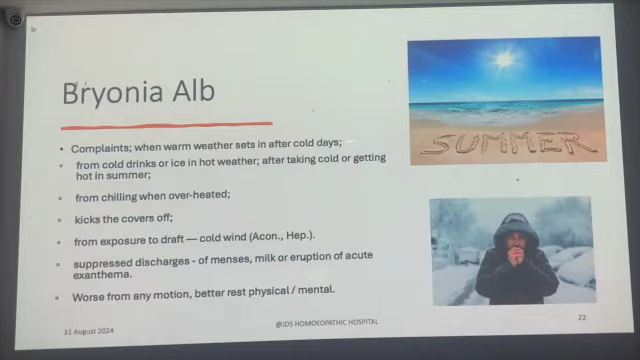 Bryonia Alb
SUMMER
• Complaints; when warm weather sets in after cold days;
• from cold drinks or ice in hot weather; after taking cold or getting
hot in summer;
• from chilling when over-heated;
• kicks the covers off;
• from exposure to draft — cold wind (Acon., Hep.).
• suppressed discharges - of menses, milk or eruption of acute
exanthema.
• Worse from any motion, better rest physical / mental.
31 August 2024
@JDS HOMOEOPATHIC HOSPITAL
22